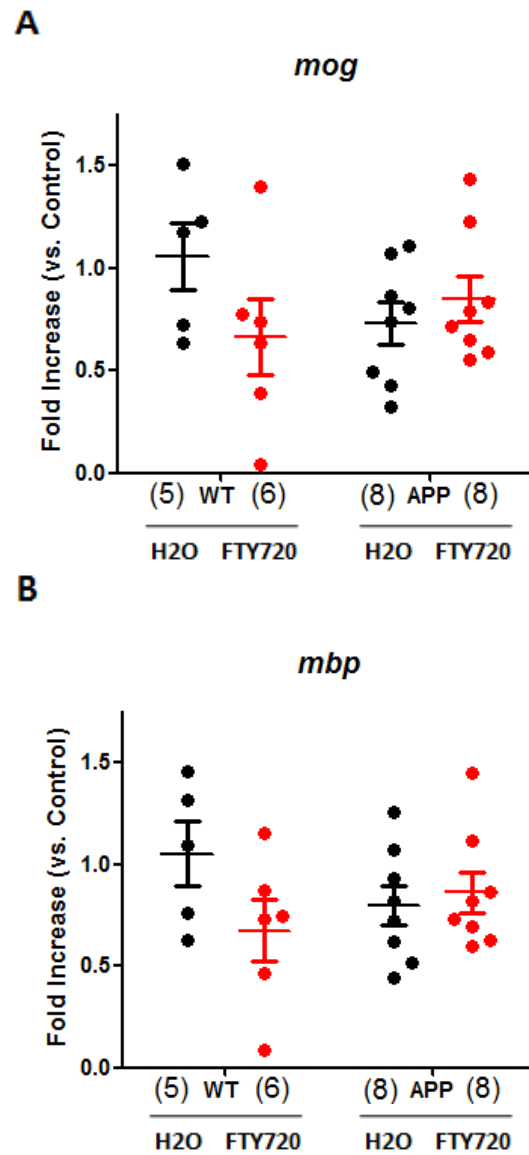 A
mog
Fold Increase (vs. Control)
1.5
1.0
0.5
0.0
(5) WT (6) (8) APP (8)
H2O FTY720 H2O FTY720
B
mbp
Fold Increase (vs. Control)
1.5
1.0
0.5
0.0
(5) WT (6) (8) APP (8)
H2O FTY720 H2O FTY720